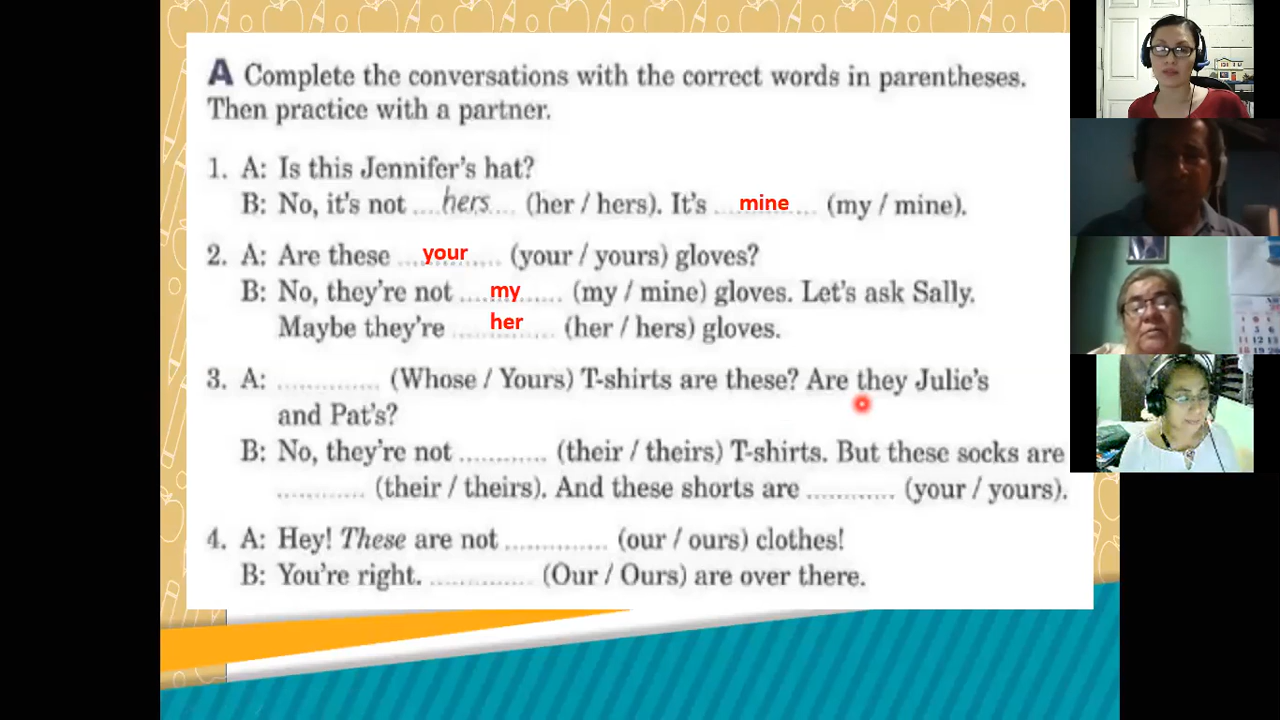 A Complete the conversations with the correct words in parentheses.
Then practice with a partner.
1. A: Is this Jennifer's hat?
B: No, it's not ....hers.... (her / hers). It's ....mine.... (my / mine).
2. A: Are these ....your.... (your / yours) gloves?
B: No, they're not ....my.... (my / mine) gloves. Let's ask Sally.
Maybe they're ....her.... (her / hers) gloves.
3. A: ............. (Whose / Yours) T-shirts are these? Are they Julie's
and Pat's?
B: No, they're not ............ (their / theirs) T-shirts. But these socks are
............ (their / theirs). And these shorts are ............ (your / yours).
4. A: Hey! These are not .............. (our / ours) clothes!
B: You're right. .............. (Our / Ours) are over there.